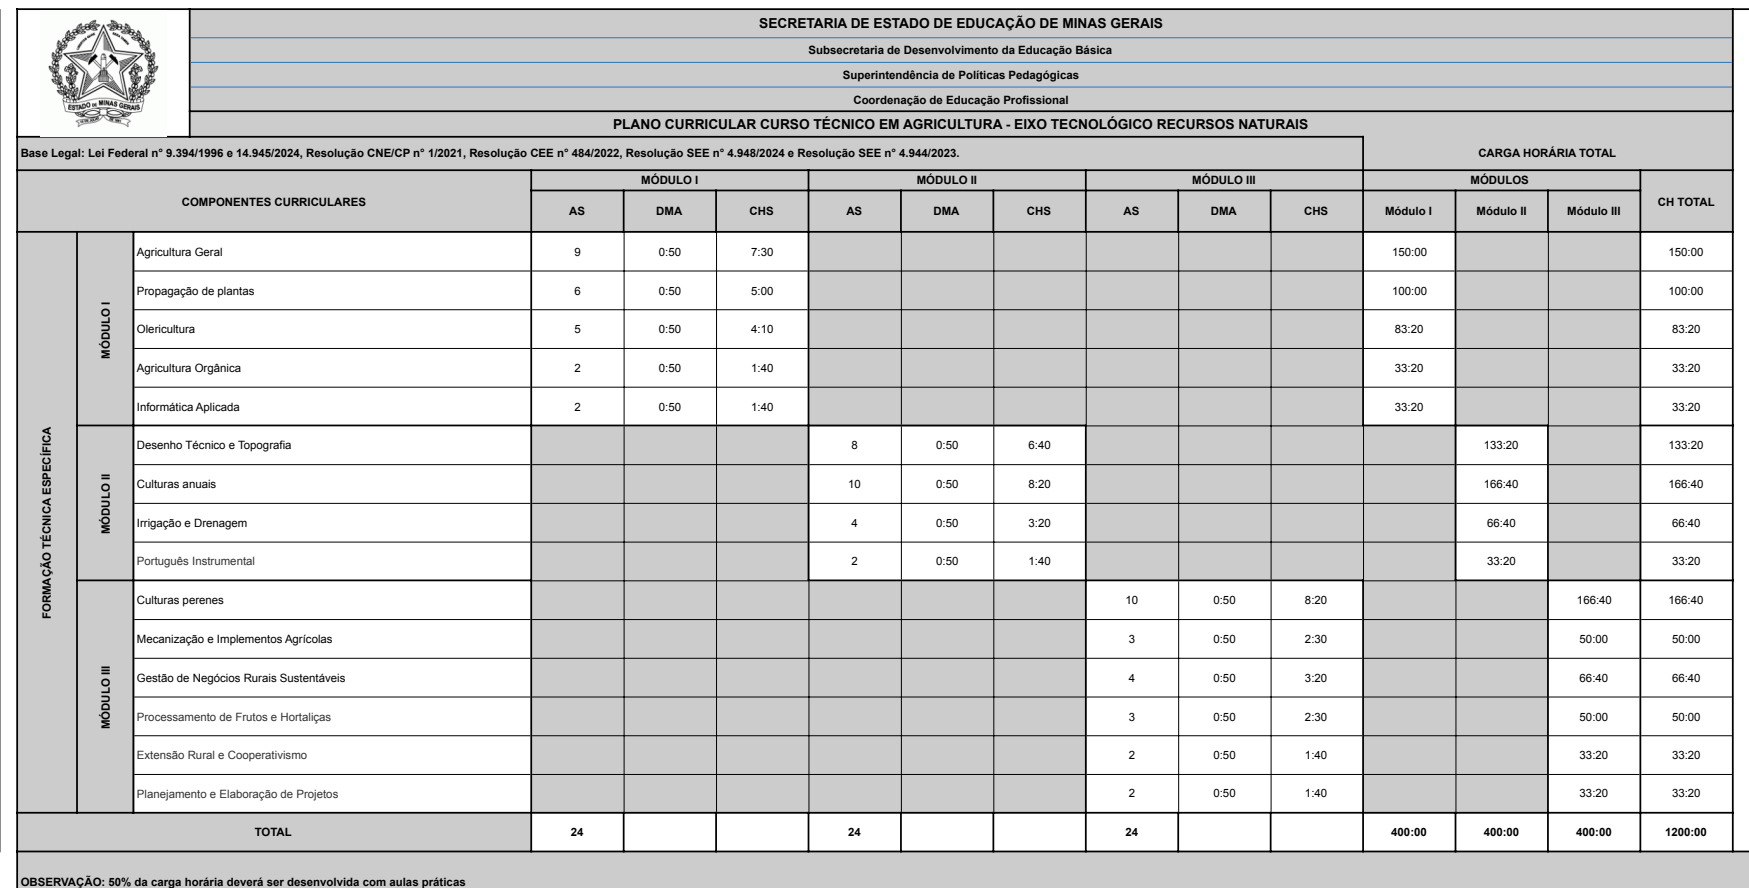 SECRETARIA DE ESTADO DE EDUCAÇÃO DE MINAS GERAIS
Subsecretaria de Desenvolvimento da Educação Básica
Superintendência de Políticas Pedagógicas
Coordenação de Educação Profissional
ESTADO DE MINAS GERAIS
PLANO CURRICULAR CURSO TÉCNICO EM AGRICULTURA - EIXO TECNOLÓGICO RECURSOS NATURAIS
Base Legal: Lei Federal n° 9.394/1996 e 14.945/2024, Resolução CNE/CP n° 1/2021, Resolução CEE n° 484/2022, Resolução SEE n° 4.948/2024 e Resolução SEE n° 4.944/2023. CARGA HORÁRIA TOTAL
COMPONENTES CURRICULARES MÓDULO I MÓDULO II MÓDULO III MÓDULOS CH TOTAL
AS DMA CHS AS DMA CHS AS DMA CHS Módulo I Módulo II Módulo III
FORMAÇÃO TÉCNICA ESPECÍFICA
MÓDULO I
Agricultura Geral 9 0:50 7:30 150:00 150:00
Propagação de plantas 6 0:50 5:00 100:00 100:00
Olericultura 5 0:50 4:10 83:20 83:20
Agricultura Orgânica 2 0:50 1:40 33:20 33:20
Informática Aplicada 2 0:50 1:40 33:20 33:20
MÓDULO II
Desenho Técnico e Topografia 8 0:50 6:40 133:20 133:20
Culturas anuais 10 0:50 8:20 166:40 166:40
Irrigação e Drenagem 4 0:50 3:20 66:40 66:40
Português Instrumental 2 0:50 1:40 33:20 33:20
MÓDULO III
Culturas perenes 10 0:50 8:20 166:40 166:40
Mecanização e Implementos Agrícolas 3 0:50 2:30 50:00 50:00
Gestão de Negócios Rurais Sustentáveis 4 0:50 3:20 66:40 66:40
Processamento de Frutos e Hortaliças 3 0:50 2:30 50:00 50:00
Extensão Rural e Cooperativismo 2 0:50 1:40 33:20 33:20
Planejamento e Elaboração de Projetos 2 0:50 1:40 33:20 33:20
TOTAL 24 24 24 400:00 400:00 400:00 1200:00
OBSERVAÇÃO: 50% da carga horária deverá ser desenvolvida com aulas práticas